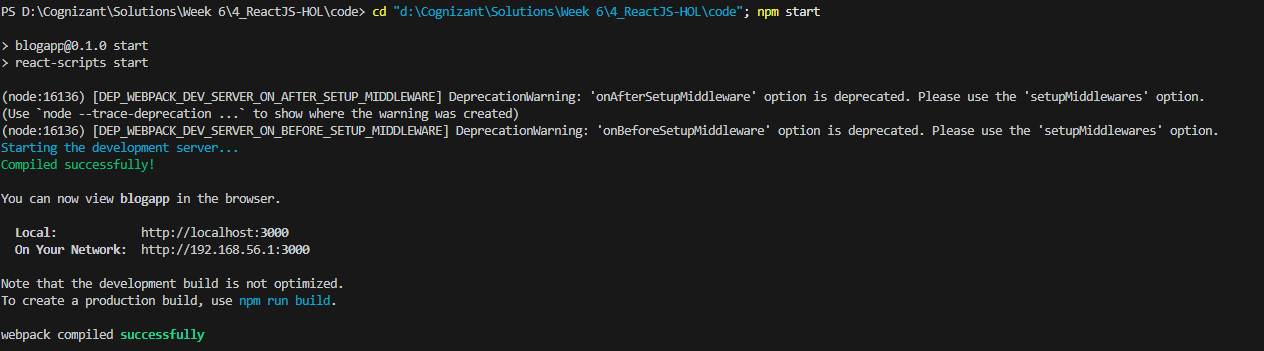 PS D:\Cognizant\Solutions\Week 6\4_ReactJS-HOL\code> cd "d:\Cognizant\Solutions\Week 6\4_ReactJS-HOL\code"; npm start
> blogapp@0.1.0 start
> react-scripts start
(node:16136) [DEP_WEBPACK_DEV_SERVER_ON_AFTER_SETUP_MIDDLEWARE] DeprecationWarning: 'onAfterSetupMiddleware' option is deprecated. Please use the 'setupMiddlewares' option.
(Use `node --trace-deprecation ...` to show where the warning was created)
(node:16136) [DEP_WEBPACK_DEV_SERVER_ON_BEFORE_SETUP_MIDDLEWARE] DeprecationWarning: 'onBeforeSetupMiddleware' option is deprecated. Please use the 'setupMiddlewares' option.
Starting the development server...
Compiled successfully!
You can now view blogapp in the browser.
Local:            http://localhost:3000
On Your Network:  http://192.168.56.1:3000
Note that the development build is not optimized.
To create a production build, use npm run build.
webpack compiled successfully